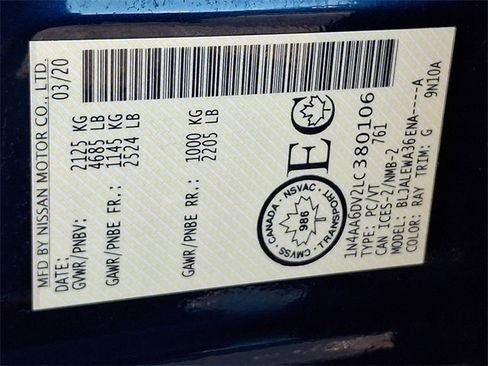 MFD BY NISSAN MOTOR CO., LTD.
DATE: 03/20
GVWR/PNBV: 2125 KG
4685 LB
GAWR/PNBE FR.: 1145 KG
2524 LB
GAWR/PNBE RR.: 1000 KG
2205 LB
EC
CANADA · NSVAC · TRANSPORT · CMVSS
986
1N4AA6DV2LC380106
TYPE: PC/VT 761
CAN ICES-2/NMB-2
MODEL: BLJALEWA36ENA----A
COLOR: RAY TRIM: G 9N10A